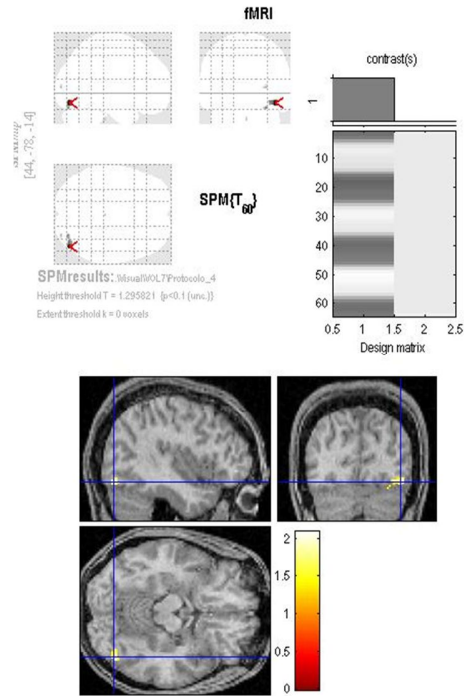 fMRI
contrast(s)
1
[44, -78, -14]
SPM{T60}
10
20
30
40
50
60
0.5 1 1.5 2 2.5
Design matrix
SPMresults: .\Visual\VOL7\Protocolo_4
Height threshold T = 1.295821 {p<0.1 (unc.)}
Extent threshold k = 0 voxels
2
1.5
1
0.5
0